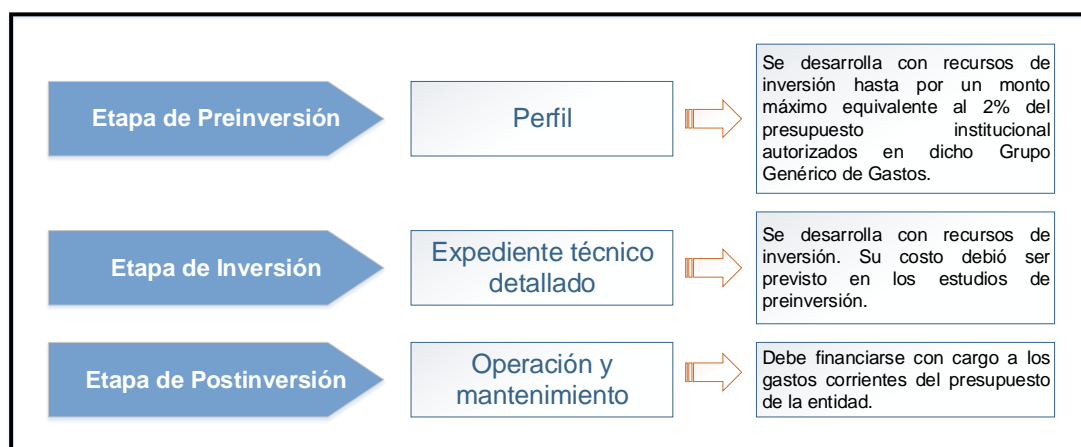 Etapa de Preinversión
Perfil
Se desarrolla con recursos de
inversión hasta por un monto
máximo equivalente al 2% del
presupuesto institucional
autorizados en dicho Grupo
Genérico de Gastos.
Etapa de Inversión
Expediente técnico
detallado
Se desarrolla con recursos de
inversión. Su costo debió ser
previsto en los estudios de
preinversión.
Etapa de Postinversión
Operación y
mantenimiento
Debe financiarse con cargo a los
gastos corrientes del presupuesto
de la entidad.